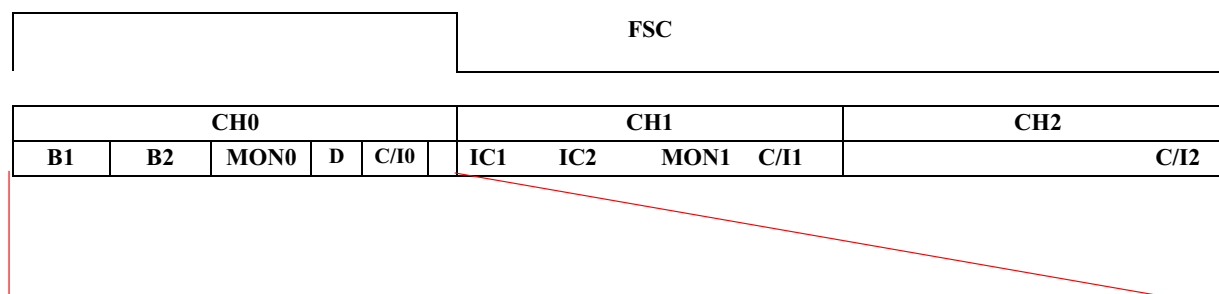 FSC
CH0 CH1 CH2
B1 B2 MON0 D C/I0 IC1 IC2 MON1 C/I1 C/I2